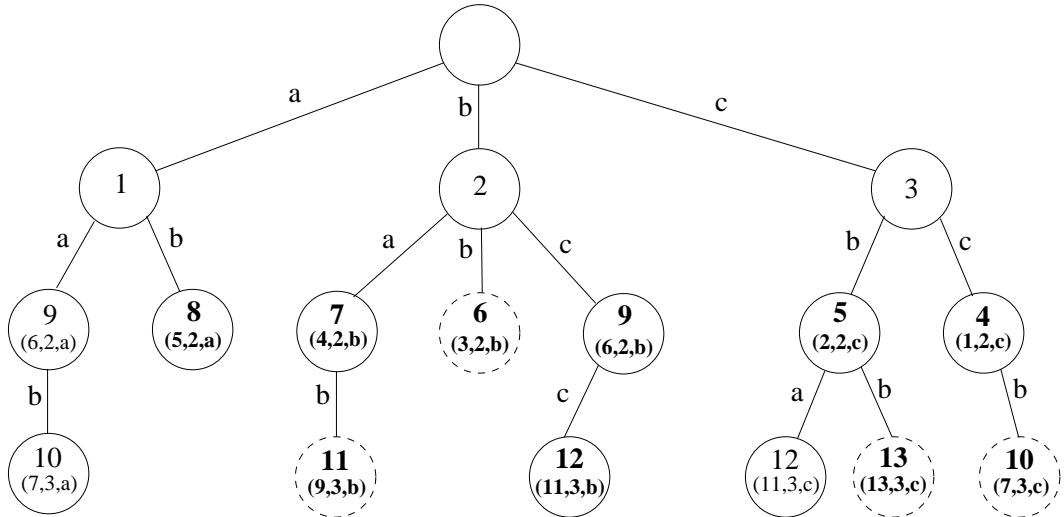 a
b
c
1
2
3
a
b
a
b
c
b
c
9
(6,2,a)
8
(5,2,a)
7
(4,2,b)
6
(3,2,b)
9
(6,2,b)
5
(2,2,c)
4
(1,2,c)
b
b
c
a
b
b
10
(7,3,a)
11
(9,3,b)
12
(11,3,b)
12
(11,3,c)
13
(13,3,c)
10
(7,3,c)